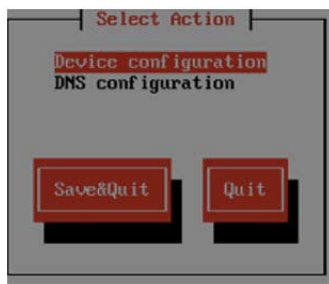 Select Action
Device configuration
DNS configuration
Save&Quit
Quit